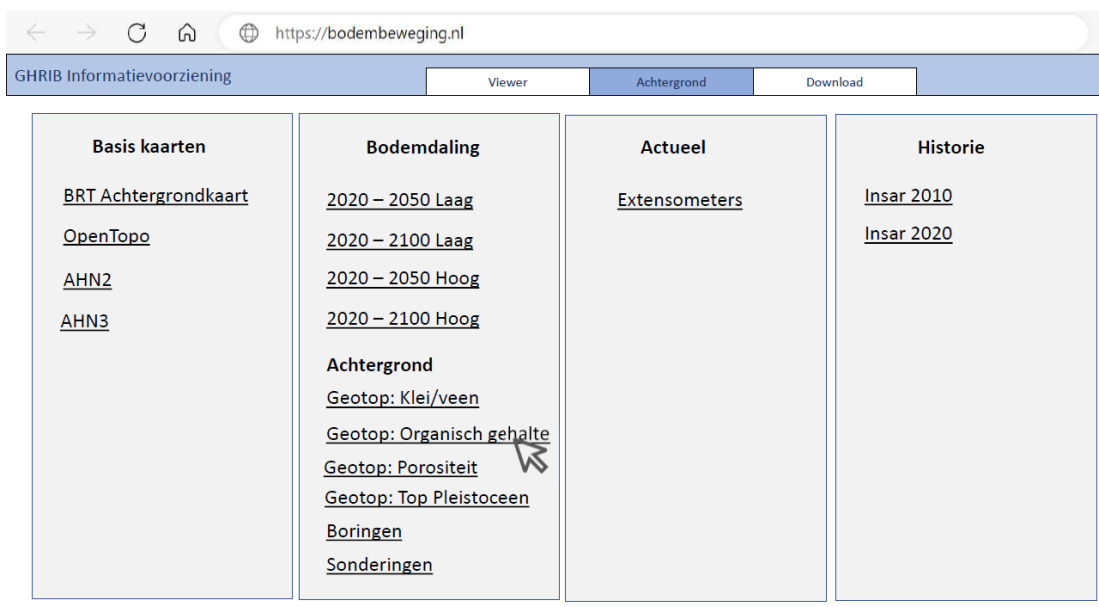 https://bodembeweging.nl
GHRIB Informatievoorziening
Viewer
Achtergrond
Download
Basis kaarten
BRT Achtergrondkaart
OpenTopo
AHN2
AHN3
Bodemdaling
2020 – 2050 Laag
2020 – 2100 Laag
2020 – 2050 Hoog
2020 – 2100 Hoog
Achtergrond
Geotop: Klei/veen
Geotop: Organisch gehalte
Geotop: Porositeit
Geotop: Top Pleistoceen
Boringen
Sonderingen
Actueel
Extensometers
Historie
Insar 2010
Insar 2020